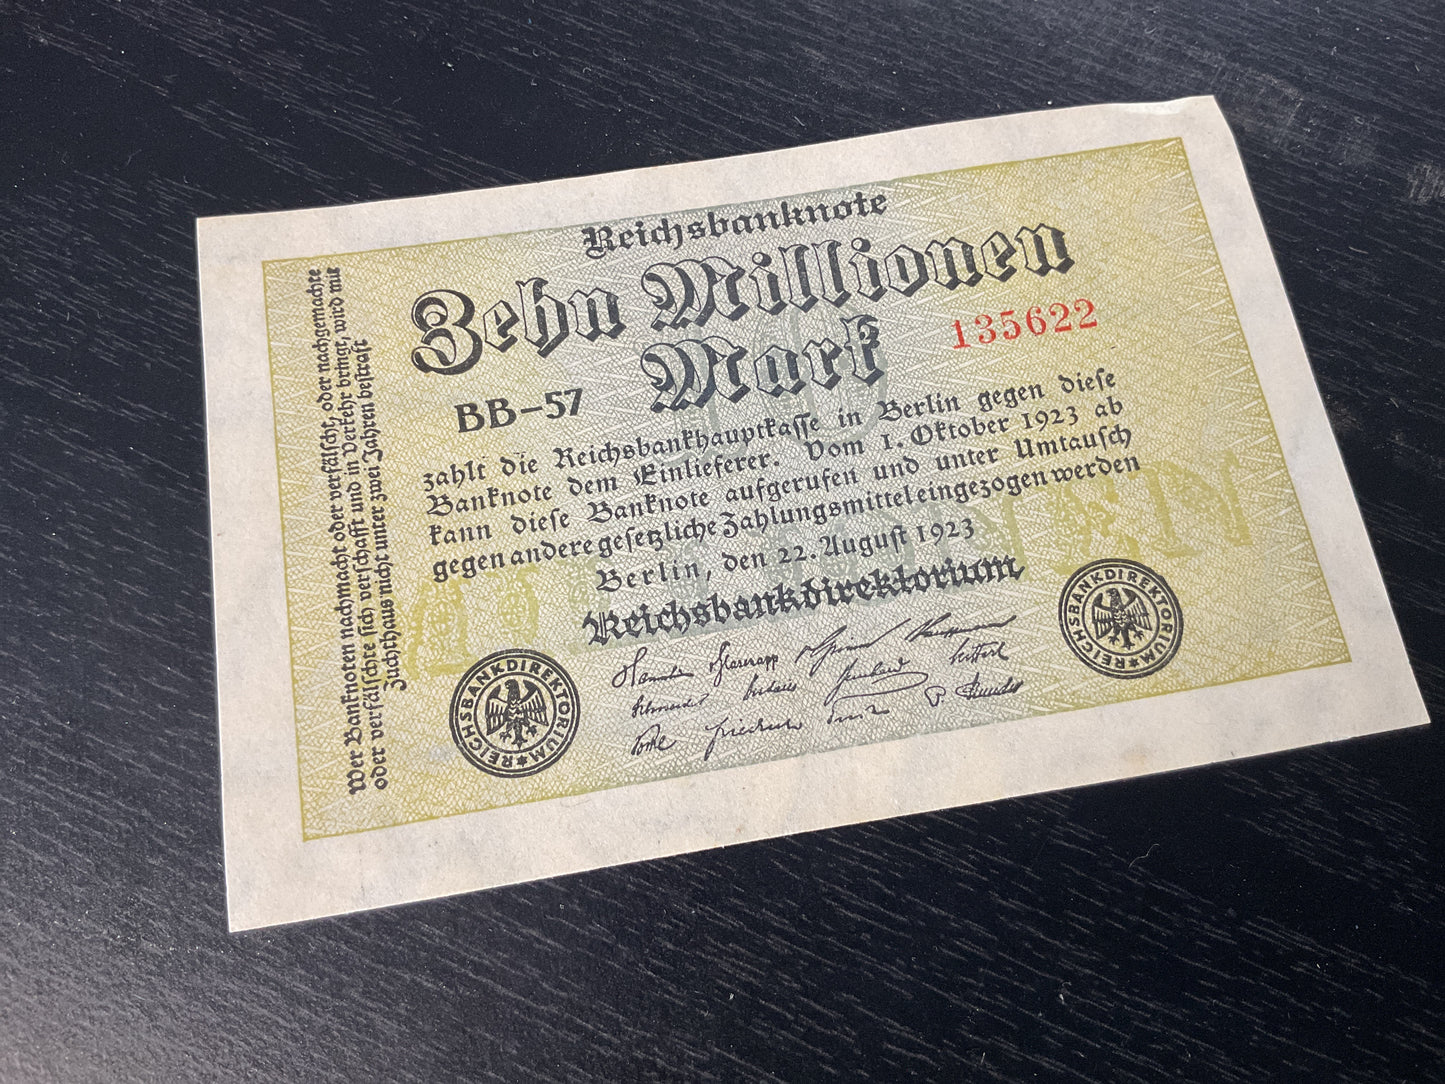 Reichsbanknote
Zehn Millionen
Mark
135622
BB-57
zahlt die Reichsbankhauptkasse in Berlin gegen diese
Banknote dem Einlieferer. Vom 1. Oktober 1923 ab
kann diese Banknote aufgerufen und unter Umtausch
gegen andere gesetzliche Zahlungsmittel eingezogen werden
Berlin, den 22. August 1923
Reichsbankdirektorium
Wer Banknoten nachmacht oder verfälscht, oder nachgemachte
oder verfälschte sich verschafft und in Verkehr bringt, wird mit
Zuchthaus nicht unter zwei Jahren bestraft
REICHSBANKDIREKTORIUM
REICHSBANKDIREKTORIUM